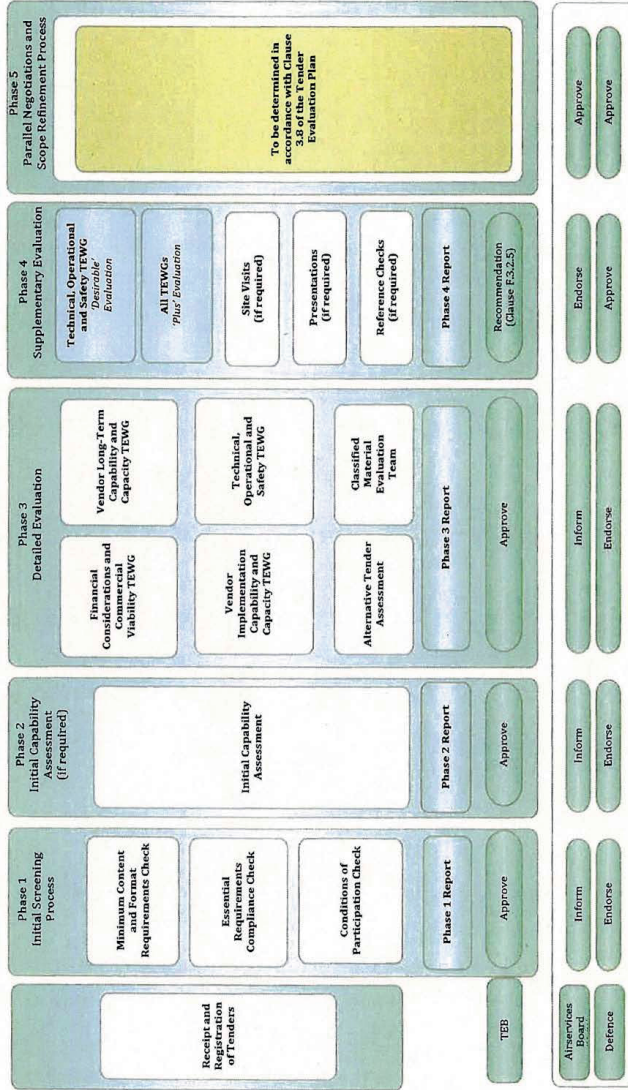 Receipt and
Registration
of Tenders
TEB
Airservices
Board
Defence
Phase 1
Initial Screening
Process
Minimum Content
and Format
Requirements Check
Essential
Requirements
Compliance Check
Conditions of
Participation Check
Phase 1 Report
Approve
Inform
Endorse
Phase 2
Initial Capability
Assessment
(if required)
Initial Capability
Assessment
Phase 2 Report
Approve
Inform
Endorse
Phase 3
Detailed Evaluation
Financial
Considerations and
Commercial
Viability TEWG
Vendor Long-Term
Capability and
Capacity TEWG
Vendor
Implementation
Capability and
Capacity TEWG
Technical,
Operational and
Safety TEWG
Alternative Tender
Assessment
Classified
Material
Evaluation
Team
Phase 3 Report
Approve
Inform
Endorse
Phase 4
Supplementary Evaluation
Technical, Operational
and Safety TEWG
'Desirable'
Evaluation
All TEWGs
'Plus' Evaluation
Site Visits
(if required)
Presentations
(if required)
Reference Checks
(if required)
Phase 4 Report
Recommendation
(Clause F.3.2.5)
Endorse
Approve
Phase 5
Parallel Negotiations and
Scope Refinement Process
To be determined in
accordance with Clause
3.8 of the Tender
Evaluation Plan
Approve
Approve